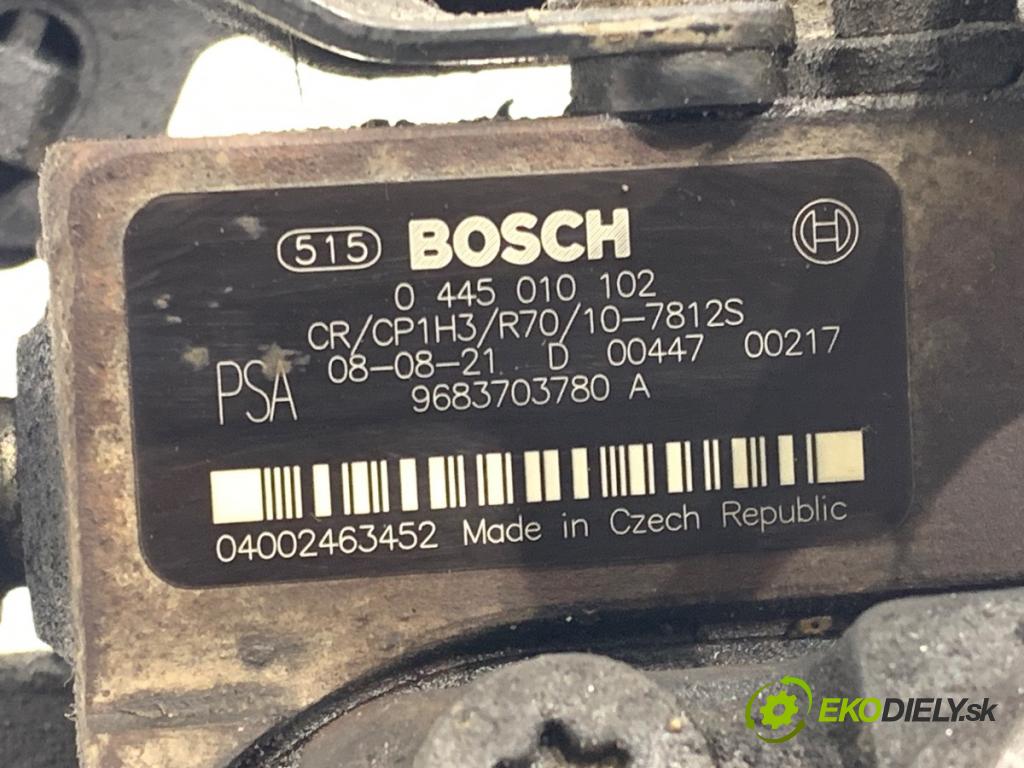 515 BOSCH
0 445 010 102
CR/CP1H3/R70/10-7812S
08-08-21 D 00447 00217
PSA 9683703780 A
04002463452 Made in Czech Republic
EKODIELY.sk